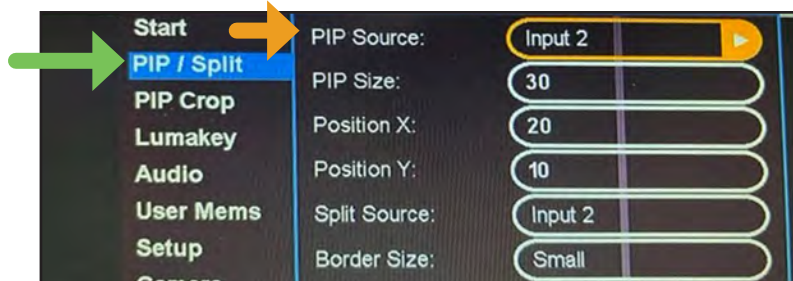 Start
PIP / Split
PIP Crop
Lumakey
Audio
User Mems
Setup
Camera
PIP Source: Input 2
PIP Size: 30
Position X: 20
Position Y: 10
Split Source: Input 2
Border Size: Small